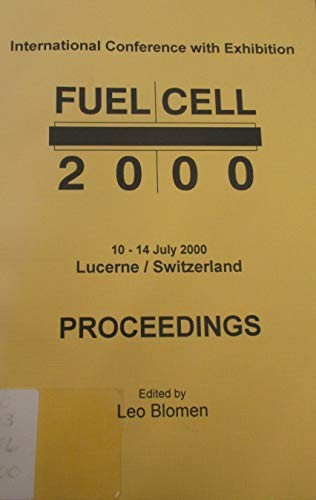 International Conference with Exhibition
FUEL CELL
2000
10 - 14 July 2000
Lucerne / Switzerland
PROCEEDINGS
Edited by
Leo Blomen